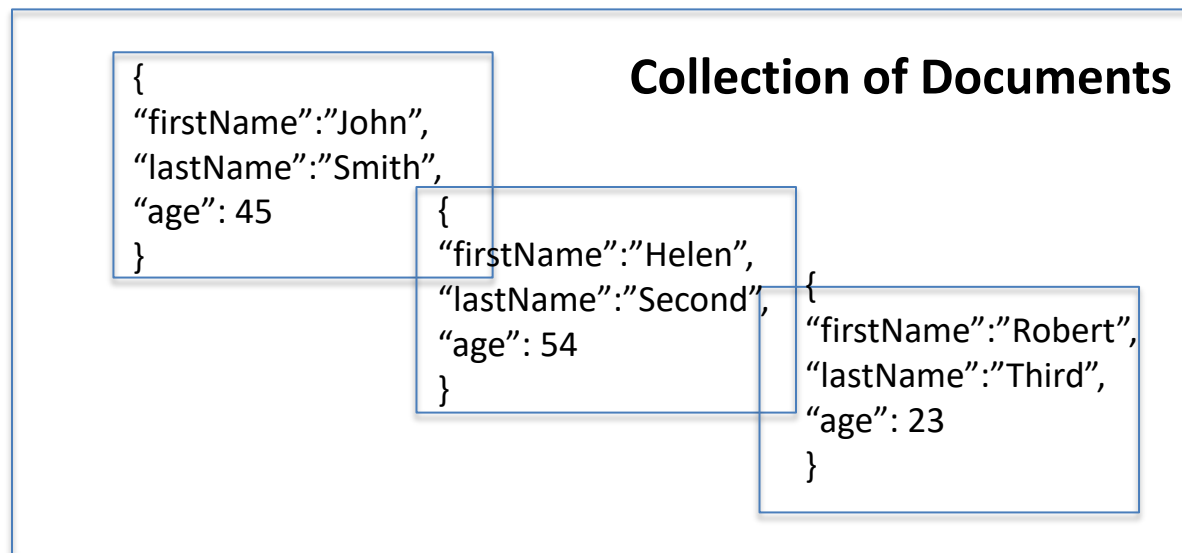 Collection of Documents
{
“firstName”:”John”,
“lastName”:”Smith”,
“age”: 45
}
{
“firstName”:”Helen”,
“lastName”:”Second”,
“age”: 54
}
{
“firstName”:”Robert”,
“lastName”:”Third”,
“age”: 23
}